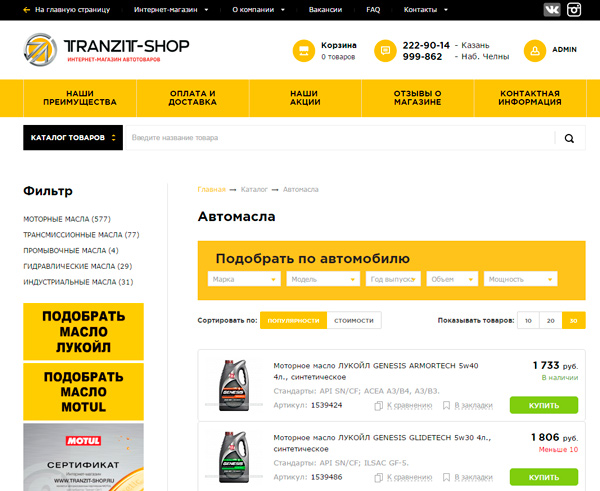 На главную страницу
Интернет-магазин
О компании
Вакансии
FAQ
Контакты
TRANZIT-SHOP
ИНТЕРНЕТ-МАГАЗИН АВТОТОВАРОВ
Корзина
0 товаров
222-90-14 - Казань
999-862 - Наб. Челны
ADMIN
НАШИ
ПРЕИМУЩЕСТВА
ОПЛАТА И
ДОСТАВКА
НАШИ
АКЦИИ
ОТЗЫВЫ О
МАГАЗИНЕ
КОНТАКТНАЯ
ИНФОРМАЦИЯ
КАТАЛОГ ТОВАРОВ
Введите название товара
Фильтр
МОТОРНЫЕ МАСЛА (577)
ТРАНСМИССИОННЫЕ МАСЛА (77)
ПРОМЫВОЧНЫЕ МАСЛА (4)
ГИДРАВЛИЧЕСКИЕ МАСЛА (29)
ИНДУСТРИАЛЬНЫЕ МАСЛА (31)
ПОДОБРАТЬ
МАСЛО
ЛУКОЙЛ
ПОДОБРАТЬ
МАСЛО
MOTUL
MOTUL
СЕРТИФИКАТ
Интернет магазин
WWW.TRANZIT-SHOP.RU
Главная → Каталог → Автомасла
Автомасла
Подобрать по автомобилю
Марка
Модель
Год выпуска
Объем
Мощность
Сортировать по: ПОПУЛЯРНОСТИ СТОИМОСТИ
Показывать товаров: 10 20 30
Моторное масло ЛУКОЙЛ GENESIS ARMORTECH 5w40
4л., синтетическое
Стандарты: API SN/CF; ACEA A3/B4, A3/B3.
Артикул: 1539424
К сравнению
В закладки
1 733 руб.
В наличии
КУПИТЬ
GENESIS
Моторное масло ЛУКОЙЛ GENESIS GLIDETECH 5w30 4л.,
синтетическое
Стандарты: API SN/CF; ILSAC GF-5.
Артикул: 1539486
К сравнению
В закладки
1 806 руб.
Меньше 10
КУПИТЬ
GENESIS